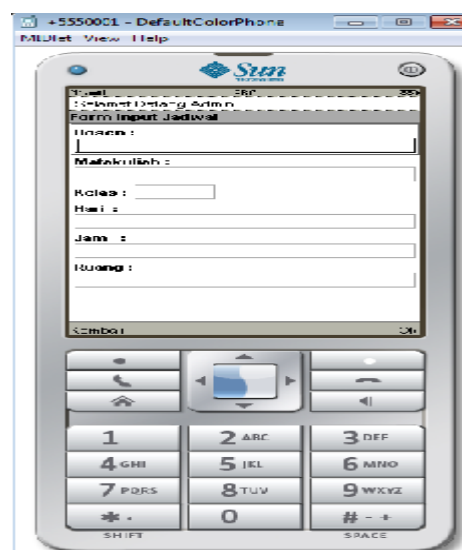 +5550001 - DefaultColorPhone
MIDlet View Help
Sun
Selamat Datang Admin
Form Input Jadwal
Dosen :
Matakuliah :
Kelas :
Hari :
Jam :
Ruang :
Kembali Ok
1 2 ABC 3 DEF
4 GHI 5 JKL 6 MNO
7 PQRS 8 TUV 9 WXYZ
* . 0 # - +
SHIFT SPACE